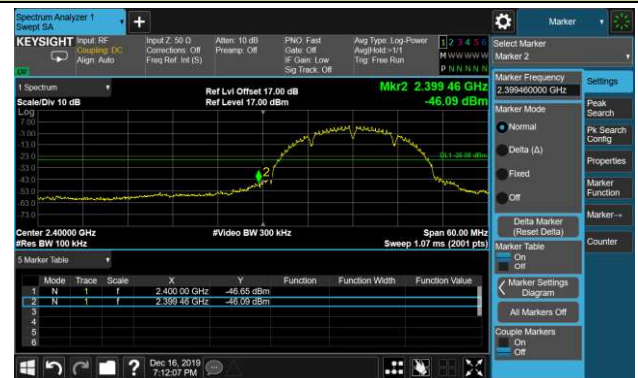 Spectrum Analyzer 1
Swept SA
Marker
KEYSIGHT
Input: RF
Coupling: DC
Align: Auto
Input Z: 50 Ω
Corrections: Off
Freq Ref: Int (S)
Atten: 10 dB
Preamp: Off
PNO: Fast
Gate: Off
IF Gain: Low
Sig Track: Off
Avg Type: Log-Power
Avg|Hold:>1/1
Trig: Free Run
1 2 3 4 5 6
M W W W W W
P N N N N N
Select Marker
Marker 2
1 Spectrum
Scale/Div 10 dB
Log
Ref Lvl Offset 17.00 dB
Ref Level 17.00 dBm
Mkr2 2.399 46 GHz
-46.09 dBm
7.00
-3.00
-13.0
-23.0
-33.0
-43.0
-53.0
-63.0
-73.0
2
Center 2.40000 GHz
#Res BW 100 kHz
#Video BW 300 kHz
Span 60.00 MHz
Sweep 1.07 ms (2001 pts)
5 Marker Table
Mode Trace Scale X Y Function Function Width Function Value
1 N 1 f 2.400 00 GHz -46.65 dBm
2 N 1 f 2.399 46 GHz -46.09 dBm
3
4
5
6
Dec 16, 2019
7:12:07 PM
Marker Frequency
2.399460000 GHz
Marker Mode
Normal
Delta (Δ)
Fixed
Off
Delta Marker
(Reset Delta)
Marker Table
On
Off
Marker Settings
Diagram
All Markers Off
Couple Markers
On
Off
Settings
Peak
Search
Pk Search
Config
Properties
Marker
Function
Marker→
Counter